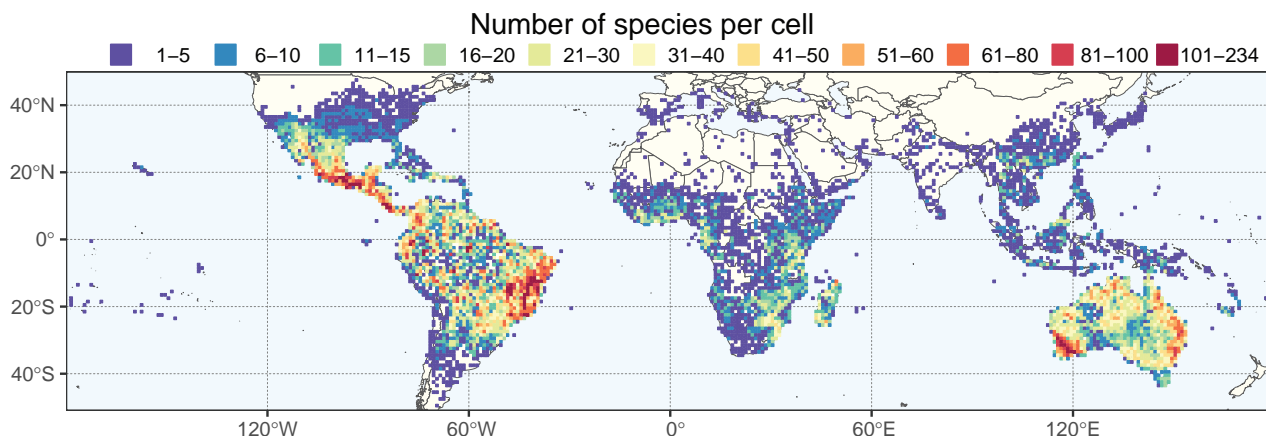 Number of species per cell
1–5 6–10 11–15 16–20 21–30 31–40 41–50 51–60 61–80 81–100 101–234
40°N
20°N
0°
20°S
40°S
120°W 60°W 0° 60°E 120°E